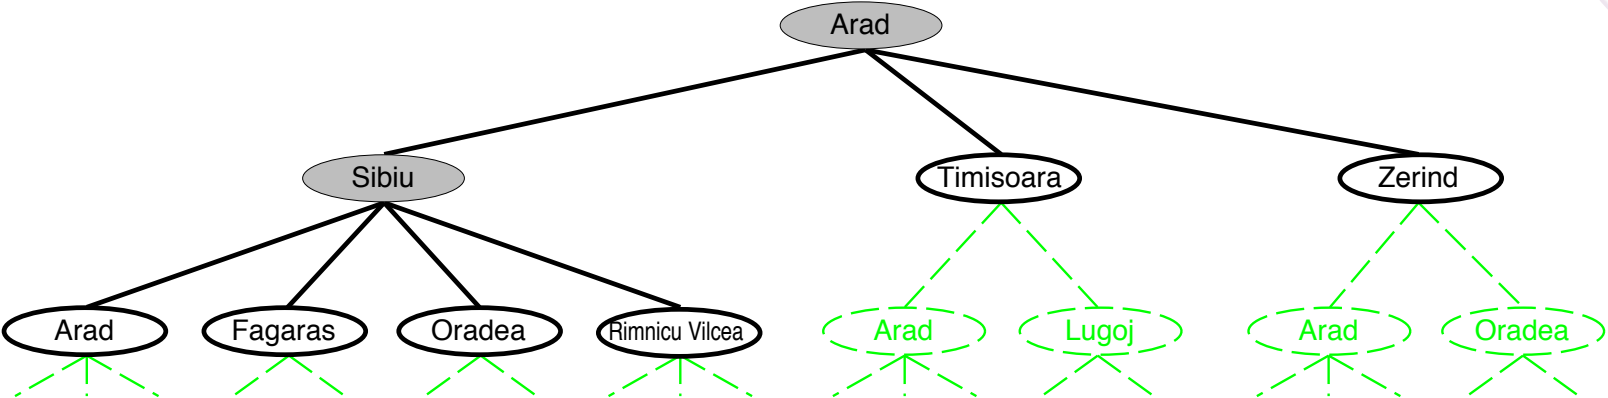 Arad
Sibiu
Timisoara
Zerind
Arad
Fagaras
Oradea
Rimnicu Vilcea
Arad
Lugoj
Arad
Oradea